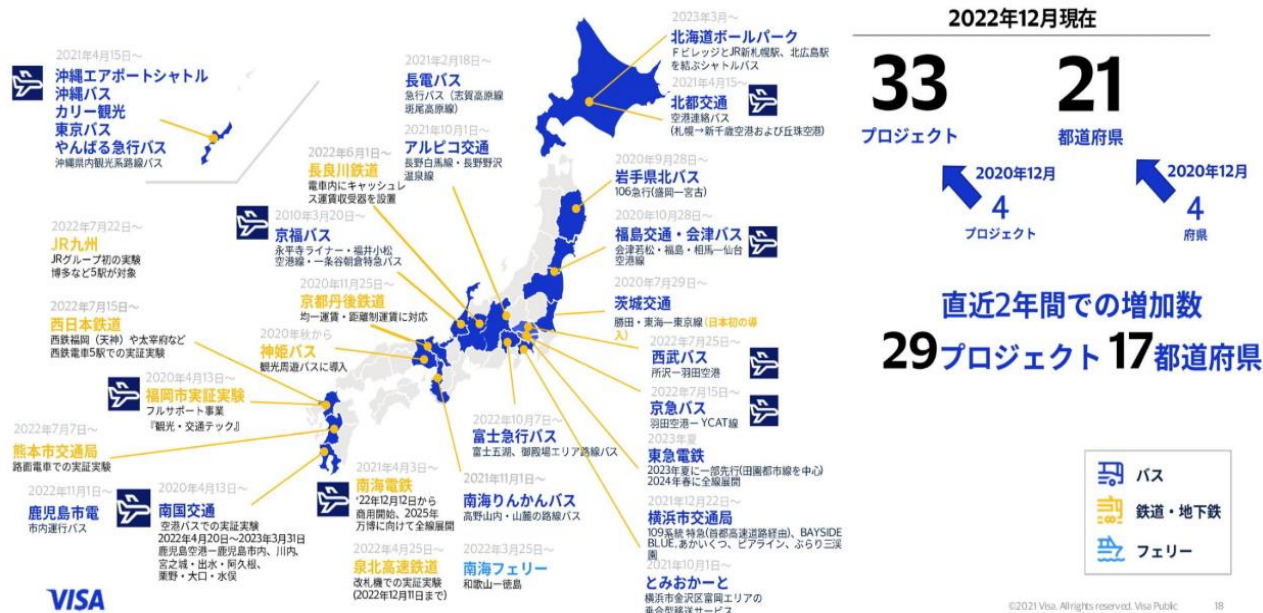 2021年4月15日～
沖縄エアポートシャトル
沖縄バス
カリー観光
東京バス
やんばる急行バス
沖縄県内観光系路線バス
2021年2月18日～
長電バス
急行バス（志賀高原線
斑尾高原線）
2021年10月1日～
アルピコ交通
長野白馬線・長野野沢
温泉線
2022年6月1日～
長良川鉄道
電車内にキャッシュレ
ス運賃収受器を設置
2010年3月20日～
京福バス
永平寺ライナー・福井小松
空港線・一条谷朝倉特急バス
2020年11月25日～
京都丹後鉄道
均一運賃・距離制運賃に対応
2020年秋から
神姫バス
観光周遊バスに導入
2022年7月22日～
JR九州
JRグループ初の実験
博多など5駅が対象
2022年7月15日～
西日本鉄道
西鉄福岡（天神）や太宰府など
西鉄電車5駅での実証実験
2020年4月13日～
福岡市実証実験
フルサポート事業
『観光・交通テック』
2022年7月7日～
熊本市交通局
路面電車での実証実験
2022年11月1日～
鹿児島市電
市内運行バス
2020年4月13日～
南国交通
空港バスでの実証実験
2022年4月20日～2023年3月31日
鹿児島空港ー鹿児島市内、川内、
宮之城・出水・阿久根、
栗野・大口・水俣
2021年4月3日～
南海電鉄
'22年12月12日から
商用開始、2025年
万博に向けて全線展開
2022年4月25日～
泉北高速鉄道
改札機での実証実験
(2022年12月11日まで)
2021年11月1日～
南海りんかんバス
高野山内・山麓の路線バス
2022年3月25日～
南海フェリー
和歌山ー徳島
2022年10月7日～
富士急行バス
富士五湖、御殿場エリア路線バス
2023年3月～
北海道ボールパーク
FビレッジとJR新札幌駅、北広島駅
を結ぶシャトルバス
2021年4月15～
北都交通
空港連絡バス
(札幌→新千歳空港および丘珠空港)
2020年9月28日～
岩手県北バス
106急行(盛岡ー宮古)
2020年10月28日～
福島交通・会津バス
会津若松・福島・相馬ー仙台
空港線
2020年7月29日～
茨城交通
勝田・東海ー東京線(日本初の導
入)
2022年7月25日～
西武バス
所沢ー羽田空港
2022年7月15日～
京急バス
羽田空港ー YCAT線
2023年夏
東急電鉄
2023年夏に一部先行(田園都市線を中心)
2024年春に全線展開
2021年12月22日～
横浜市交通局
109系統 特急(首都高速道路経由)、BAYSIDE
BLUE, あかいくつ、ピアライン、ぶらり三渓
園
2021年10月1日～
とみおかーと
横浜市金沢区富岡エリアの
乗合型移送サービス
2022年12月現在
33
プロジェクト
21
都道府県
2020年12月
4
プロジェクト
2020年12月
4
府県
直近2年間での増加数
29プロジェクト 17都道府県
バス
鉄道・地下鉄
フェリー
VISA
©2021 Visa. All rights reserved. Visa Public
18